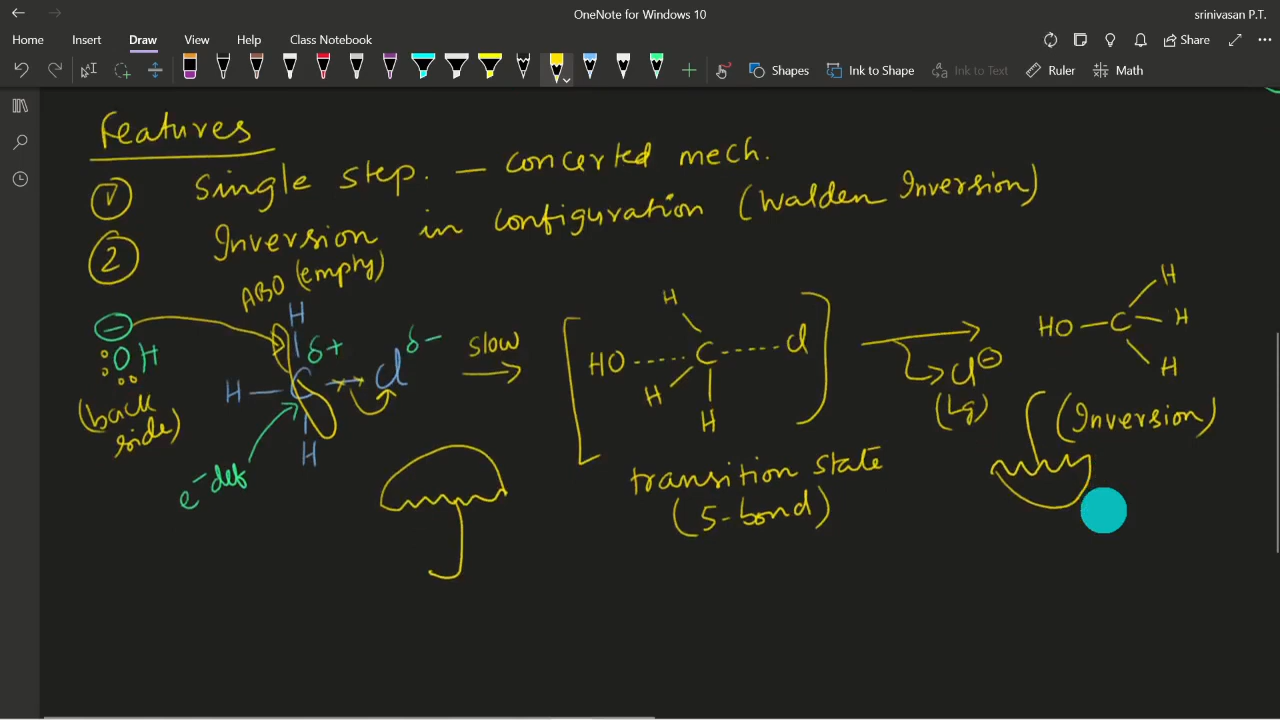 OneNote for Windows 10
srinivasan P.T.
Home Insert Draw View Help Class Notebook
Share
Shapes Ink to Shape Ink to Text Ruler Math
Features
1 Single step. – concerted mech.
2 Inversion in configuration (Walden Inversion)
ABO (empty)
H
⊖
:OH
δ+
δ–
H – C Cl
H
(back side)
e⁻ def
slow
H
HO ..... C ..... Cl
H
H
transition state
(5-bond)
Cl⊖
(Lg)
H
HO – C – H
H
(Inversion)